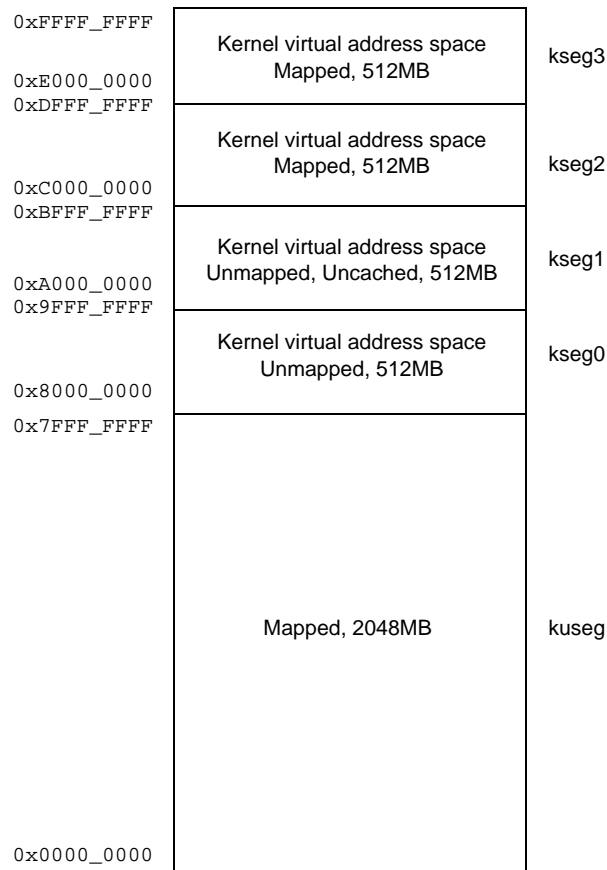 0xFFFF_FFFF
Kernel virtual address space
Mapped, 512MB
kseg3
0xE000_0000
0xDFFF_FFFF
Kernel virtual address space
Mapped, 512MB
kseg2
0xC000_0000
0xBFFF_FFFF
Kernel virtual address space
Unmapped, Uncached, 512MB
kseg1
0xA000_0000
0x9FFF_FFFF
Kernel virtual address space
Unmapped, 512MB
kseg0
0x8000_0000
0x7FFF_FFFF
Mapped, 2048MB
kuseg
0x0000_0000